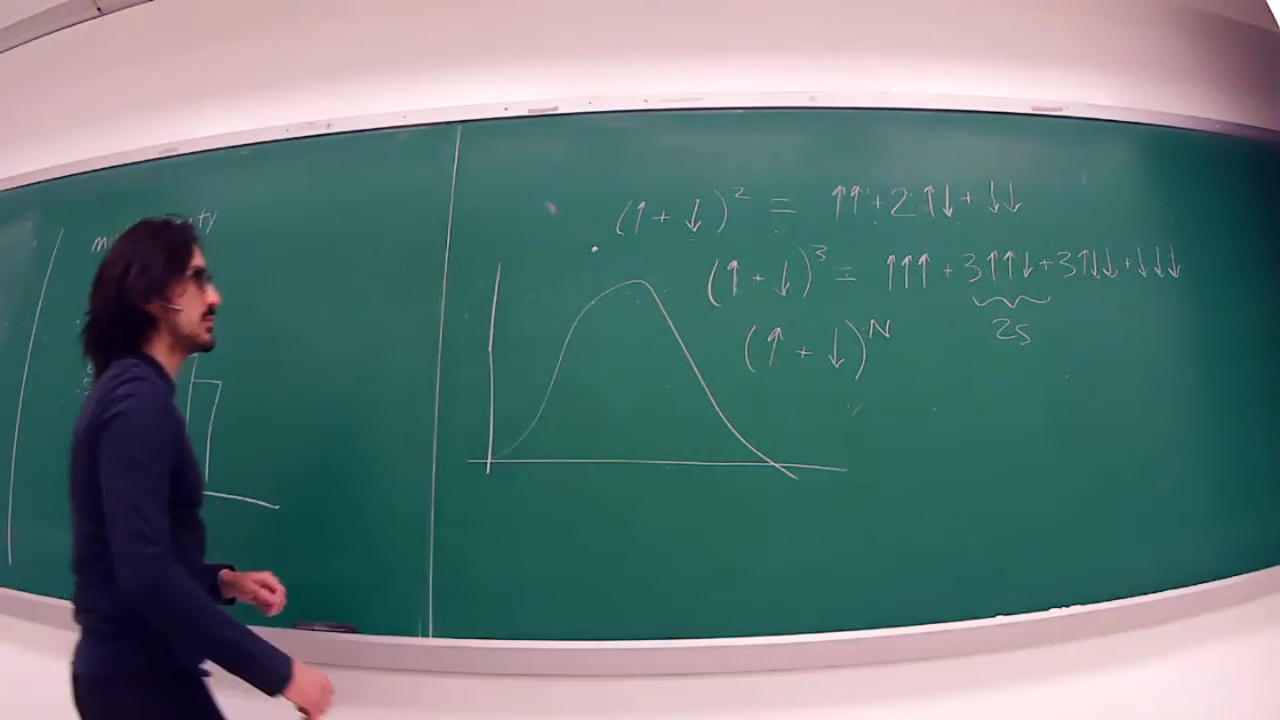 (↑ + ↓)² = ↑↑ + 2↑↓ + ↓↓
(↑ + ↓)³ = ↑↑↑ + 3↑↑↓ + 3↑↓↓ + ↓↓↓
2s
(↑ + ↓)ᴺ